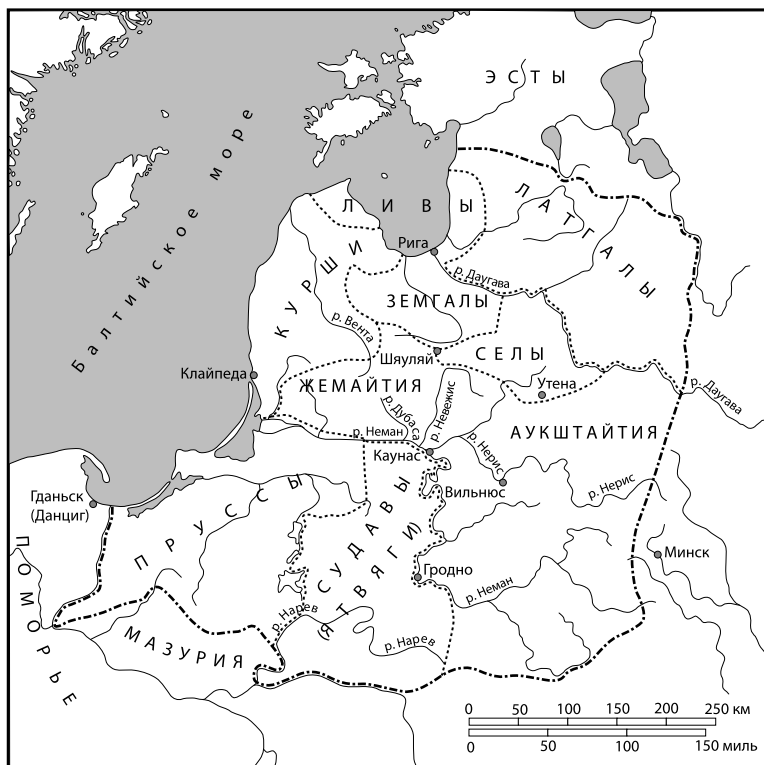 ЭСТЫ
Балтийское море
ЛИВЫ
ЛАТГАЛЫ
Рига
р. Даугава
КУРШИ
ЗЕМГАЛЫ
р. Вента
Шяуляй
СЕЛЫ
Клайпеда
ЖЕМАЙТИЯ
Утена
р. Даугава
р. Дубаса
р. Невежис
р. Неман
АУКШТАЙТИЯ
Каунас
р. Нерис
Вильнюс
р. Нерис
Гданьск
(Данциг)
ПРУССЫ
СУДАВЫ
(ЯТВЯГИ)
Минск
Гродно
р. Неман
ПОМОРЬЕ
МАЗУРИЯ
р. Нарев
р. Нарев
0 50 100 150 200 250 км
0 50 100 150 миль